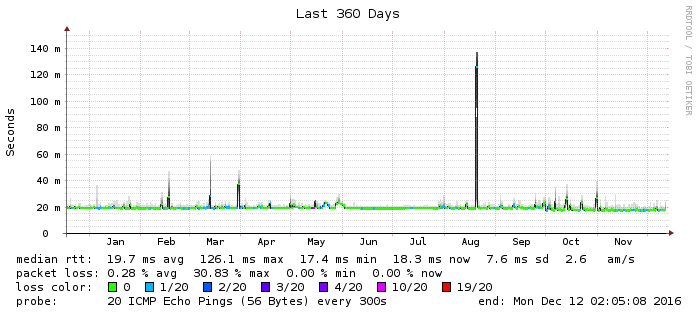 Last 360 Days
RRDTOOL / TOBI OETIKER
Seconds
140 m
120 m
100 m
80 m
60 m
40 m
20 m
0
Jan Feb Mar Apr May Jun Jul Aug Sep Oct Nov
median rtt: 19.7 ms avg 126.1 ms max 17.4 ms min 18.3 ms now 7.6 ms sd 2.6 am/s
packet loss: 0.28 % avg 30.83 % max 0.00 % min 0.00 % now
loss color: 0 1/20 2/20 3/20 4/20 10/20 19/20
probe: 20 ICMP Echo Pings (56 Bytes) every 300s end: Mon Dec 12 02:05:08 2016